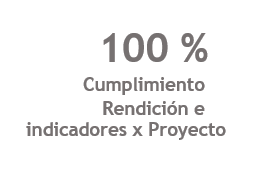 100 %
Cumplimiento
Rendición e
indicadores x Proyecto